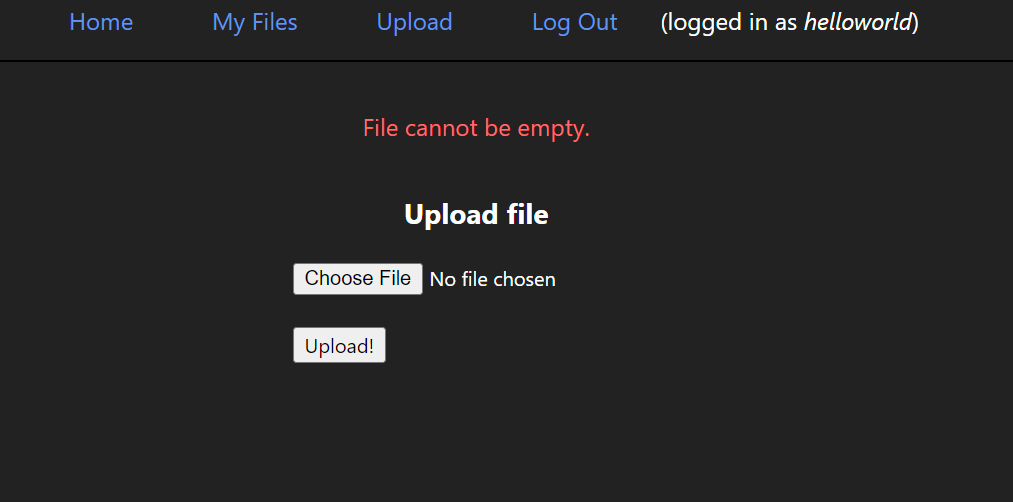 Home My Files Upload Log Out (logged in as helloworld)
File cannot be empty.
Upload file
Choose File No file chosen
Upload!